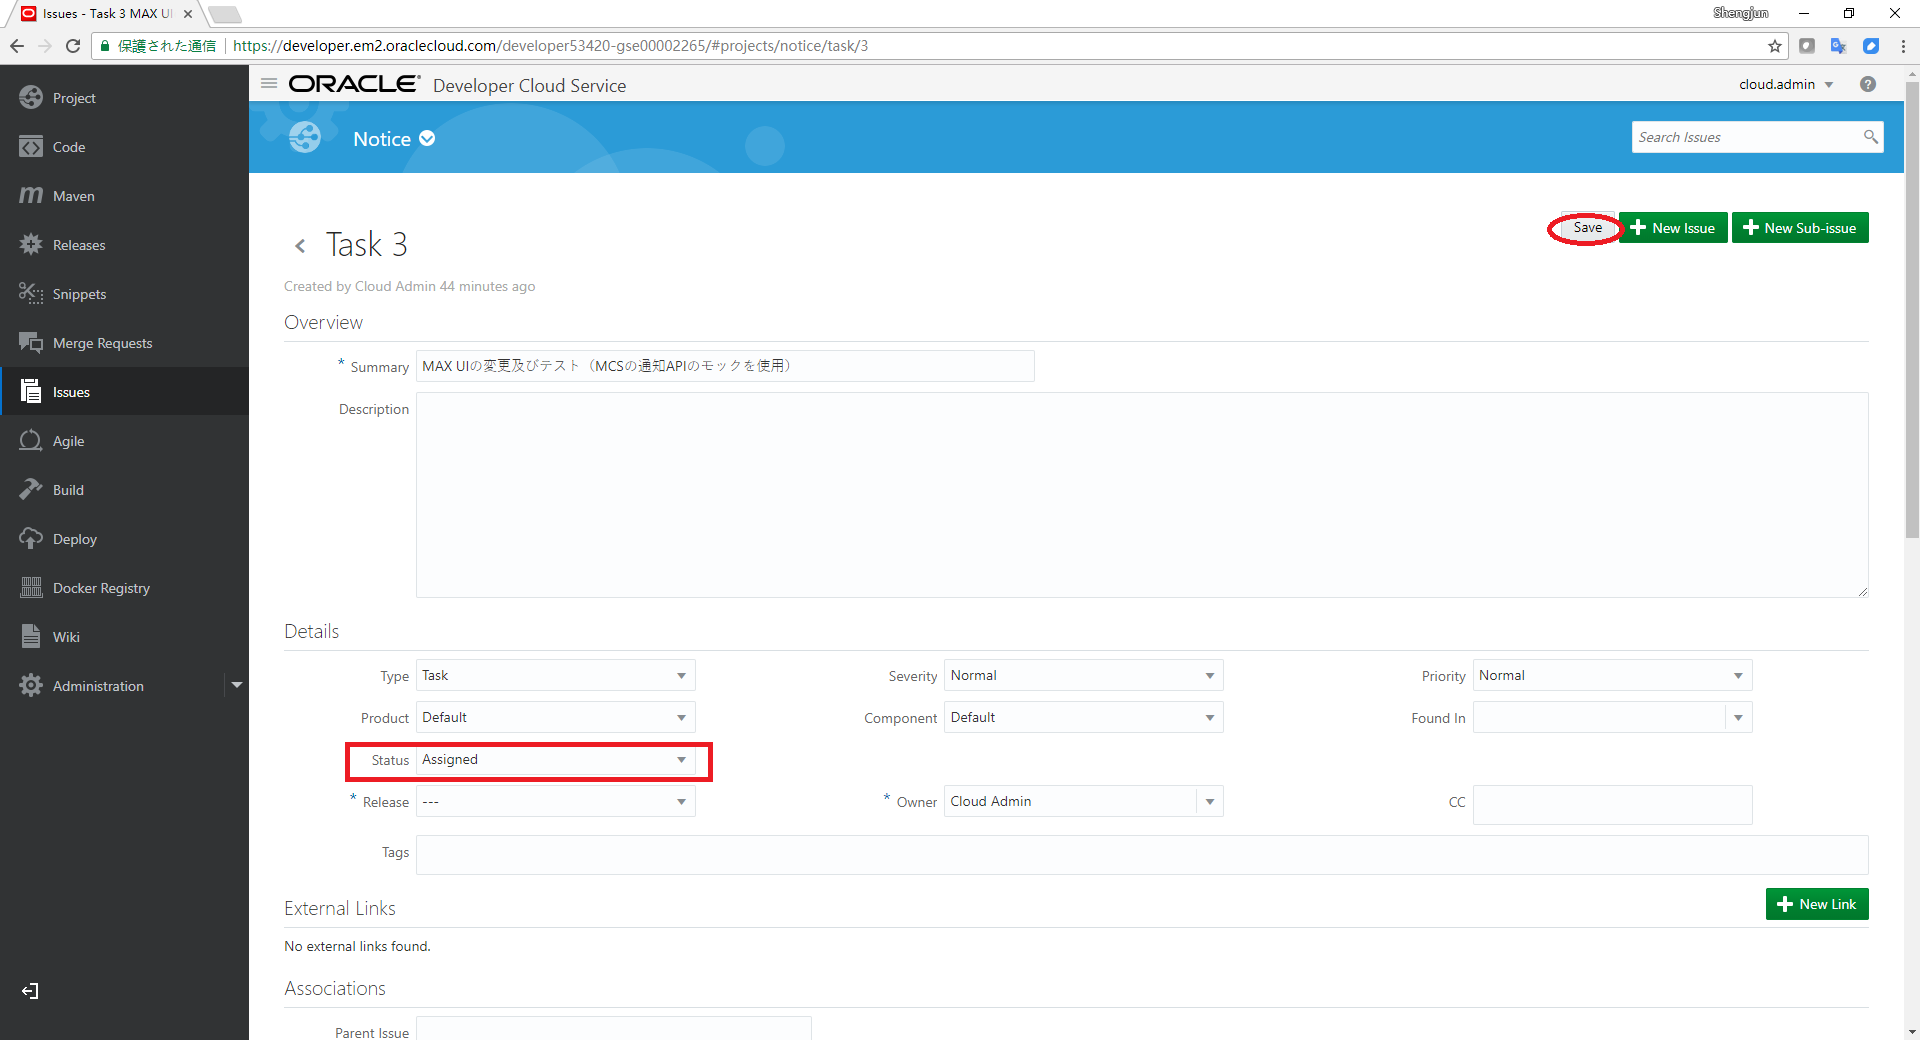 Issues - Task 3 MAX UI
Shengjun
保護された通信
https://developer.em2.oraclecloud.com/developer53420-gse00002265/#projects/notice/task/3
Project
Code
Maven
Releases
Snippets
Merge Requests
Issues
Agile
Build
Deploy
Docker Registry
Wiki
Administration
ORACLE Developer Cloud Service
cloud.admin
Notice
Search Issues
Task 3
Save
New Issue
New Sub-issue
Created by Cloud Admin 44 minutes ago
Overview
* Summary MAX UIの変更及びテスト（MCSの通知APIのモックを使用）
Description
Details
Type Task Severity Normal Priority Normal
Product Default Component Default Found In
Status Assigned
* Release --- * Owner Cloud Admin CC
Tags
External Links
New Link
No external links found.
Associations
Parent Issue